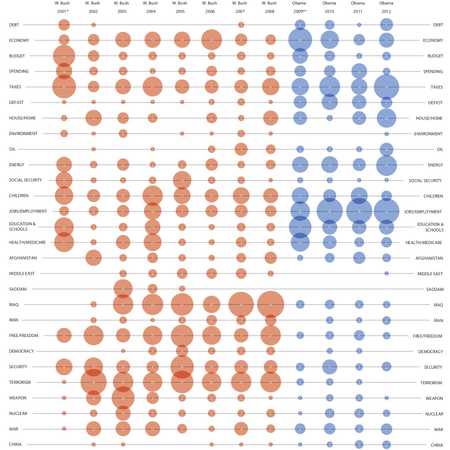 W. Bush W. Bush W. Bush W. Bush W. Bush W. Bush W. Bush W. Bush Obama Obama Obama Obama
2001* 2002 2003 2004 2005 2006 2007 2008 2009** 2010 2011 2012
DEBT DEBT
ECONOMY ECONOMY
BUDGET BUDGET
SPENDING SPENDING
TAXES TAXES
DEFICIT DEFICIT
HOUSE/HOME HOUSE/HOME
ENVIRONMENT ENVIRONMENT
OIL OIL
ENERGY ENERGY
SOCIAL SECURITY SOCIAL SECURITY
CHILDREN CHILDREN
JOBS/EMPLOYMENT JOBS/EMPLOYMENT
EDUCATION & EDUCATION &
SCHOOLS SCHOOLS
HEALTH/MEDICARE HEALTH/MEDICARE
AFGHANISTAN AFGHANISTAN
MIDDLE EAST MIDDLE EAST
SADDAM SADDAM
IRAQ IRAQ
IRAN IRAN
FREE/FREEDOM FREE/FREEDOM
DEMOCRACY DEMOCRACY
SECURITY SECURITY
TERRORISM TERRORISM
WEAPON WEAPON
NUCLEAR NUCLEAR
WAR WAR
CHINA CHINA